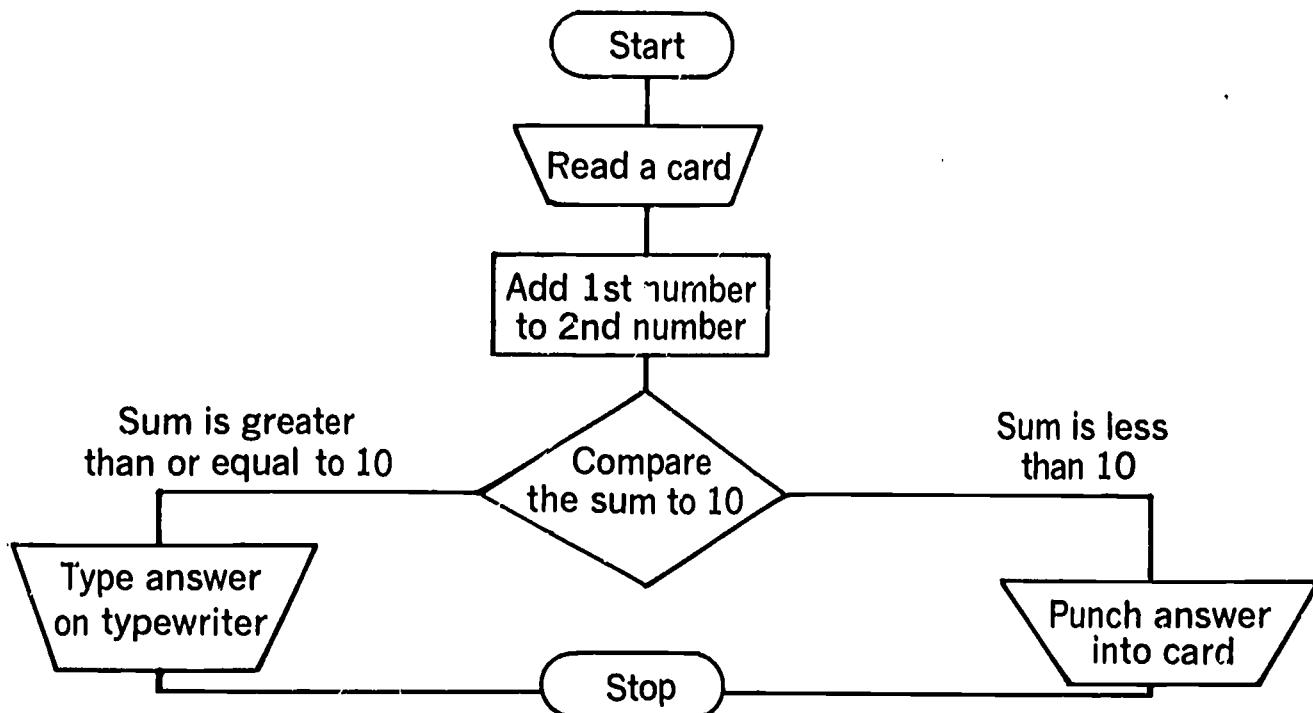 Start
Read a card
Add 1st number
to 2nd number
Compare
the sum to 10
Sum is greater
than or equal to 10
Sum is less
than 10
Type answer
on typewriter
Punch answer
into card
Stop